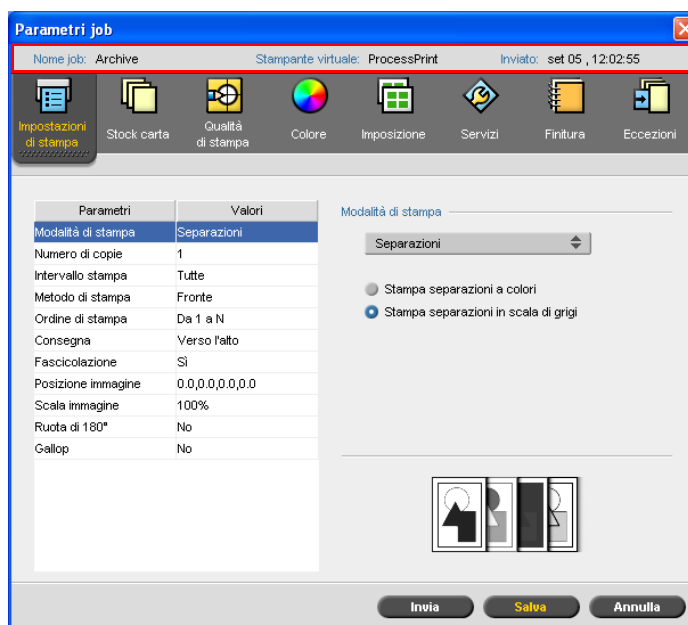 Parametri job
Nome job: Archive Stampante virtuale: ProcessPrint Inviato: set 05 , 12:02:55
Impostazioni di stampa
Stock carta
Qualità di stampa
Colore
Imposizione
Servizi
Finitura
Eccezioni
Parametri Valori
Modalità di stampa Separazioni
Numero di copie 1
Intervallo stampa Tutte
Metodo di stampa Fronte
Ordine di stampa Da 1 a N
Consegna Verso l'alto
Fascicolazione Sì
Posizione immagine 0.0,0.0,0.0,0.0
Scala immagine 100%
Ruota di 180° No
Gallop No
Modalità di stampa
Separazioni
Stampa separazioni a colori
Stampa separazioni in scala di grigi
Invia Salva Annulla